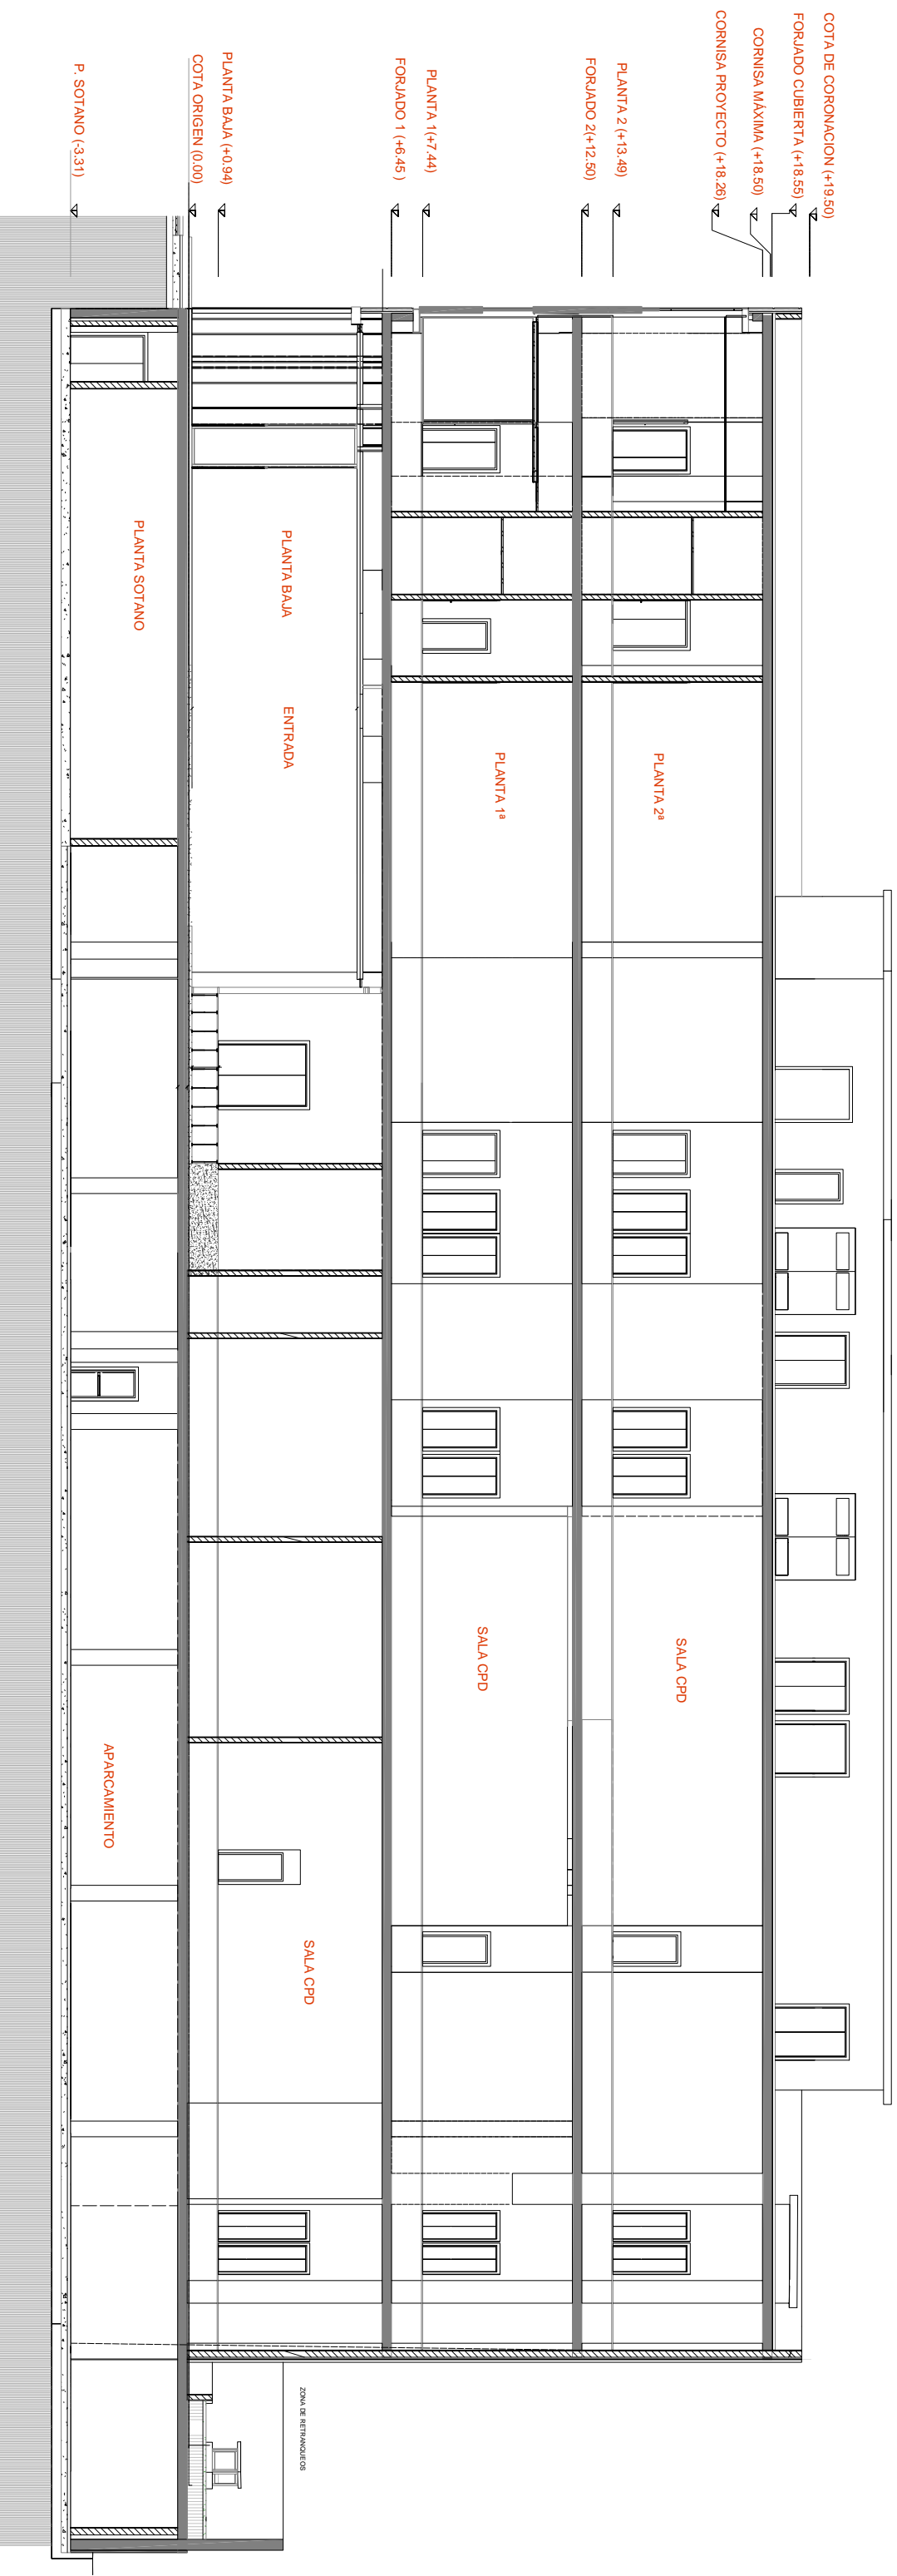 COTA DE CORONACION (+19.50)
FORJADO CUBIERTA (+18.55)
CORNISA MÁXIMA (+18.50)
CORNISA PROYECTO (+18.26)
PLANTA 2 (+13.49)
FORJADO 2(+12.50)
PLANTA 1(+7.44)
FORJADO 1 (+6.45 )
PLANTA BAJA (+0.94)
COTA ORIGEN (0.00)
P. SOTANO (-3.31)
PLANTA 2ª
SALA CPD
PLANTA 1ª
SALA CPD
PLANTA BAJA
ENTRADA
SALA CPD
ZONA DE RETRANQUEOS
PLANTA SOTANO
APARCAMIENTO